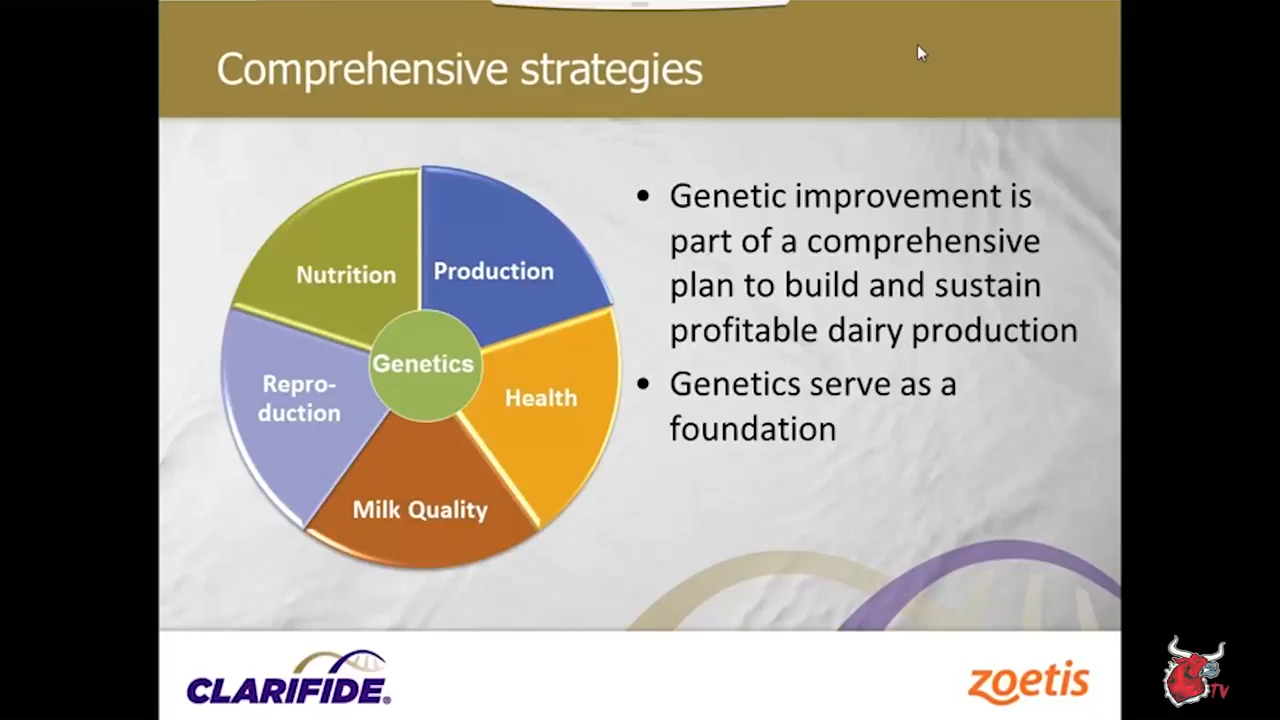 Comprehensive strategies
Nutrition
Production
Genetics
Repro-
duction
Health
Milk Quality
• Genetic improvement is
part of a comprehensive
plan to build and sustain
profitable dairy production
• Genetics serve as a
foundation
CLARIFIDE®
zoetis
TV